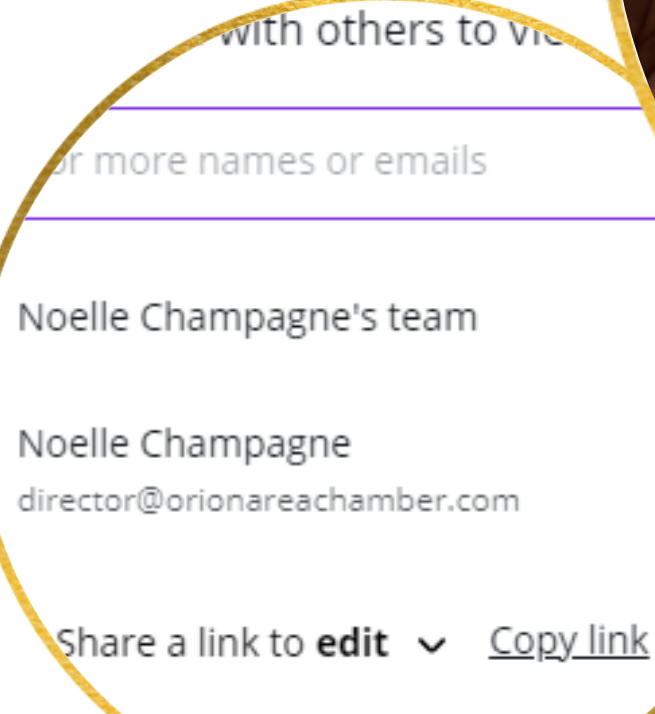 with others to
or more names or emails
Noelle Champagne's team
Noelle Champagne
director@orionareachamber.com
Share a link to edit Copy link